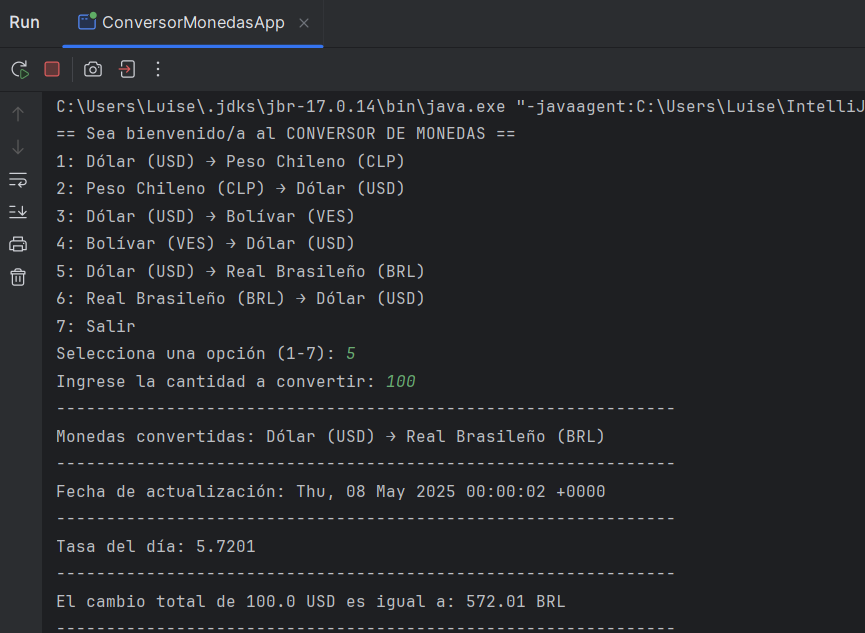 Run ConversorMonedasApp
C:\Users\Luise\.jdks\jbr-17.0.14\bin\java.exe "-javaagent:C:\Users\Luise\IntelliJ
== Sea bienvenido/a al CONVERSOR DE MONEDAS ==
1: Dólar (USD) → Peso Chileno (CLP)
2: Peso Chileno (CLP) → Dólar (USD)
3: Dólar (USD) → Bolívar (VES)
4: Bolívar (VES) → Dólar (USD)
5: Dólar (USD) → Real Brasileño (BRL)
6: Real Brasileño (BRL) → Dólar (USD)
7: Salir
Selecciona una opción (1-7): 5
Ingrese la cantidad a convertir: 100
--------------------------------------------------------------
Monedas convertidas: Dólar (USD) → Real Brasileño (BRL)
--------------------------------------------------------------
Fecha de actualización: Thu, 08 May 2025 00:00:02 +0000
--------------------------------------------------------------
Tasa del día: 5.7201
--------------------------------------------------------------
El cambio total de 100.0 USD es igual a: 572.01 BRL
--------------------------------------------------------------